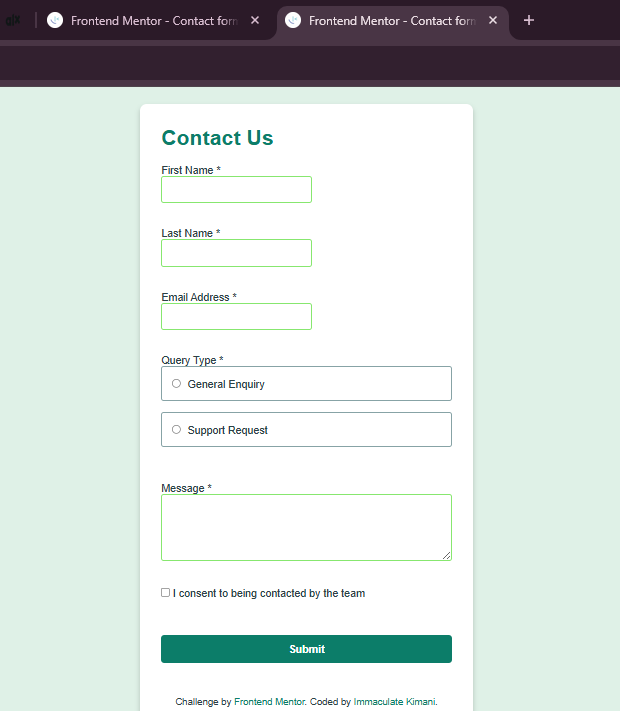 glx Frontend Mentor - Contact form Frontend Mentor - Contact form
Contact Us
First Name *
Last Name *
Email Address *
Query Type *
General Enquiry
Support Request
Message *
I consent to being contacted by the team
Submit
Challenge by Frontend Mentor. Coded by Immaculate Kimani.